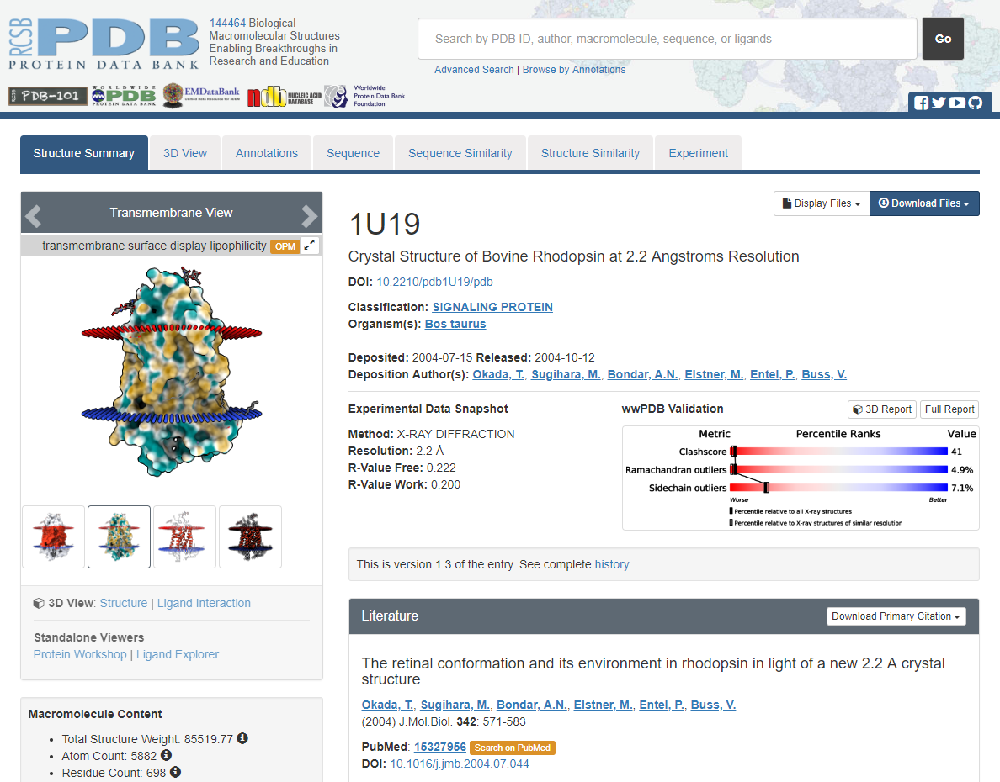 RCSB PDB
PROTEIN DATA BANK
144464 Biological
Macromolecular Structures
Enabling Breakthroughs in
Research and Education
Search by PDB ID, author, macromolecule, sequence, or ligands
Go
Advanced Search | Browse by Annotations
RCSB PDB-101
WORLDWIDE PDB PROTEIN DATA BANK
EMDataBank
Unified Data Resource for 3DEM
ndb NUCLEIC ACID DATABASE
Worldwide
Protein Data Bank
Foundation
Structure Summary
3D View
Annotations
Sequence
Sequence Similarity
Structure Similarity
Experiment
Transmembrane View
transmembrane surface display lipophilicity OPM
3D View: Structure | Ligand Interaction
Standalone Viewers
Protein Workshop | Ligand Explorer
Macromolecule Content
• Total Structure Weight: 85519.77
• Atom Count: 5882
• Residue Count: 698
Display Files
Download Files
1U19
Crystal Structure of Bovine Rhodopsin at 2.2 Angstroms Resolution
DOI: 10.2210/pdb1U19/pdb
Classification: SIGNALING PROTEIN
Organism(s): Bos taurus
Deposited: 2004-07-15 Released: 2004-10-12
Deposition Author(s): Okada, T., Sugihara, M., Bondar, A.N., Elstner, M., Entel, P., Buss, V.
Experimental Data Snapshot
Method: X-RAY DIFFRACTION
Resolution: 2.2 Å
R-Value Free: 0.222
R-Value Work: 0.200
wwPDB Validation
3D Report
Full Report
Metric Percentile Ranks Value
Clashscore 41
Ramachandran outliers 4.9%
Sidechain outliers 7.1%
Worse Better
Percentile relative to all X-ray structures
Percentile relative to X-ray structures of similar resolution
This is version 1.3 of the entry. See complete history.
Literature
Download Primary Citation
The retinal conformation and its environment in rhodopsin in light of a new 2.2 A crystal
structure
Okada, T., Sugihara, M., Bondar, A.N., Elstner, M., Entel, P., Buss, V.
(2004) J.Mol.Biol. 342: 571-583
PubMed: 15327956 Search on PubMed
DOI: 10.1016/j.jmb.2004.07.044